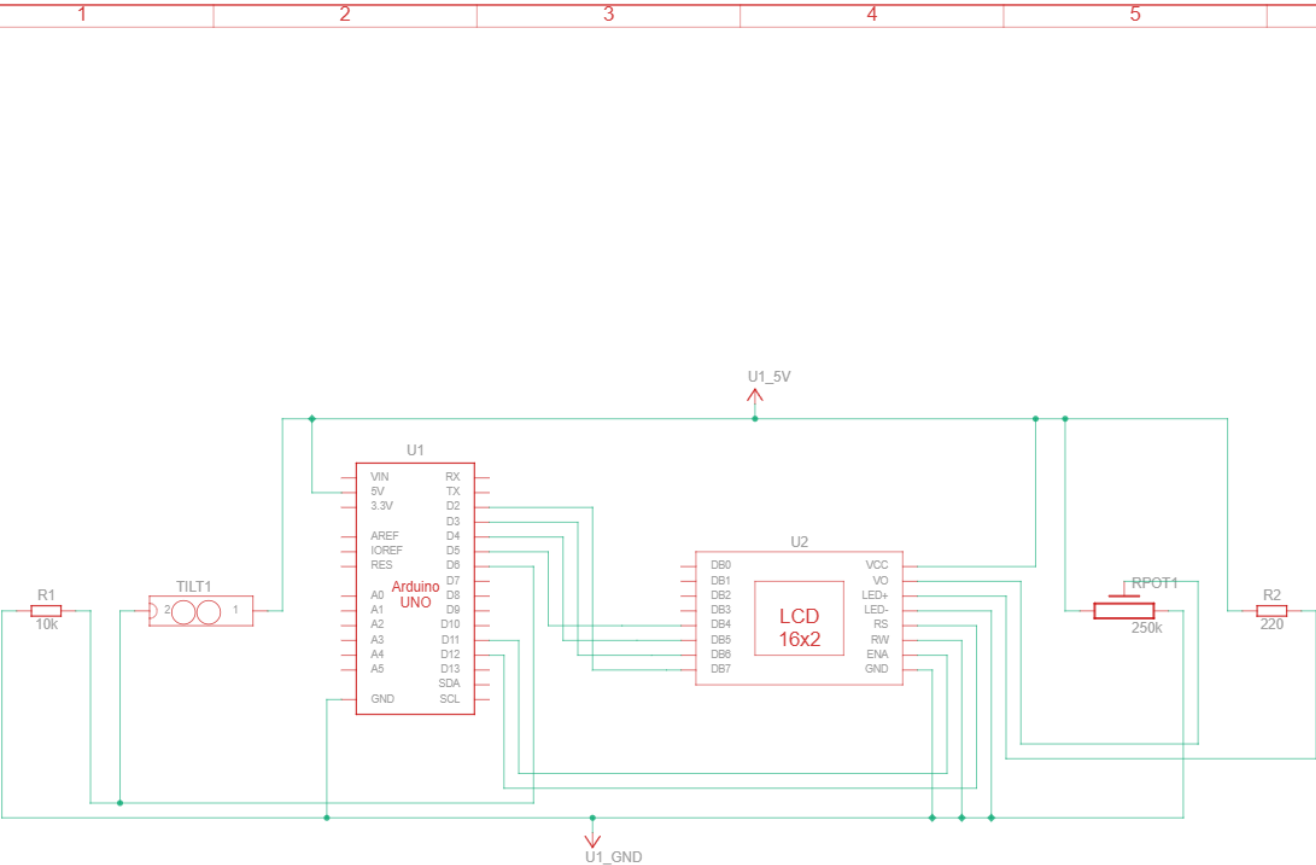 1 2 3 4 5
U1_5V
U1
VIN RX
5V TX
3.3V D2
D3
AREF D4
IOREF D5
RES D6
D7
Arduino
UNO
A0 D8
A1 D9
A2 D10
A3 D11
A4 D12
A5 D13
SDA
GND SCL
U2
DB0 VCC
DB1 VO
DB2 LED+
DB3 LED-
DB4 RS
DB5 RW
DB6 ENA
DB7 GND
LCD
16x2
R1
10k
TILT1
2 1
RPOT1
250k
R2
220
U1_GND